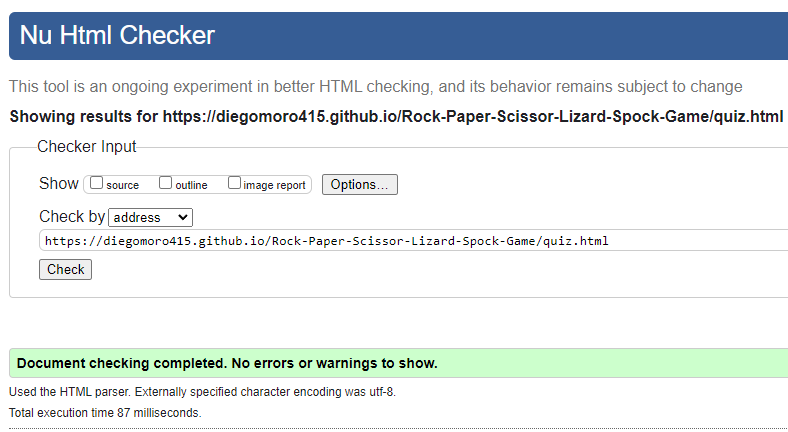 Nu Html Checker
This tool is an ongoing experiment in better HTML checking, and its behavior remains subject to change
Showing results for https://diegomoro415.github.io/Rock-Paper-Scissor-Lizard-Spock-Game/quiz.html
Checker Input
Show source outline image report Options...
Check by address
https://diegomoro415.github.io/Rock-Paper-Scissor-Lizard-Spock-Game/quiz.html
Check
Document checking completed. No errors or warnings to show.
Used the HTML parser. Externally specified character encoding was utf-8.
Total execution time 87 milliseconds.